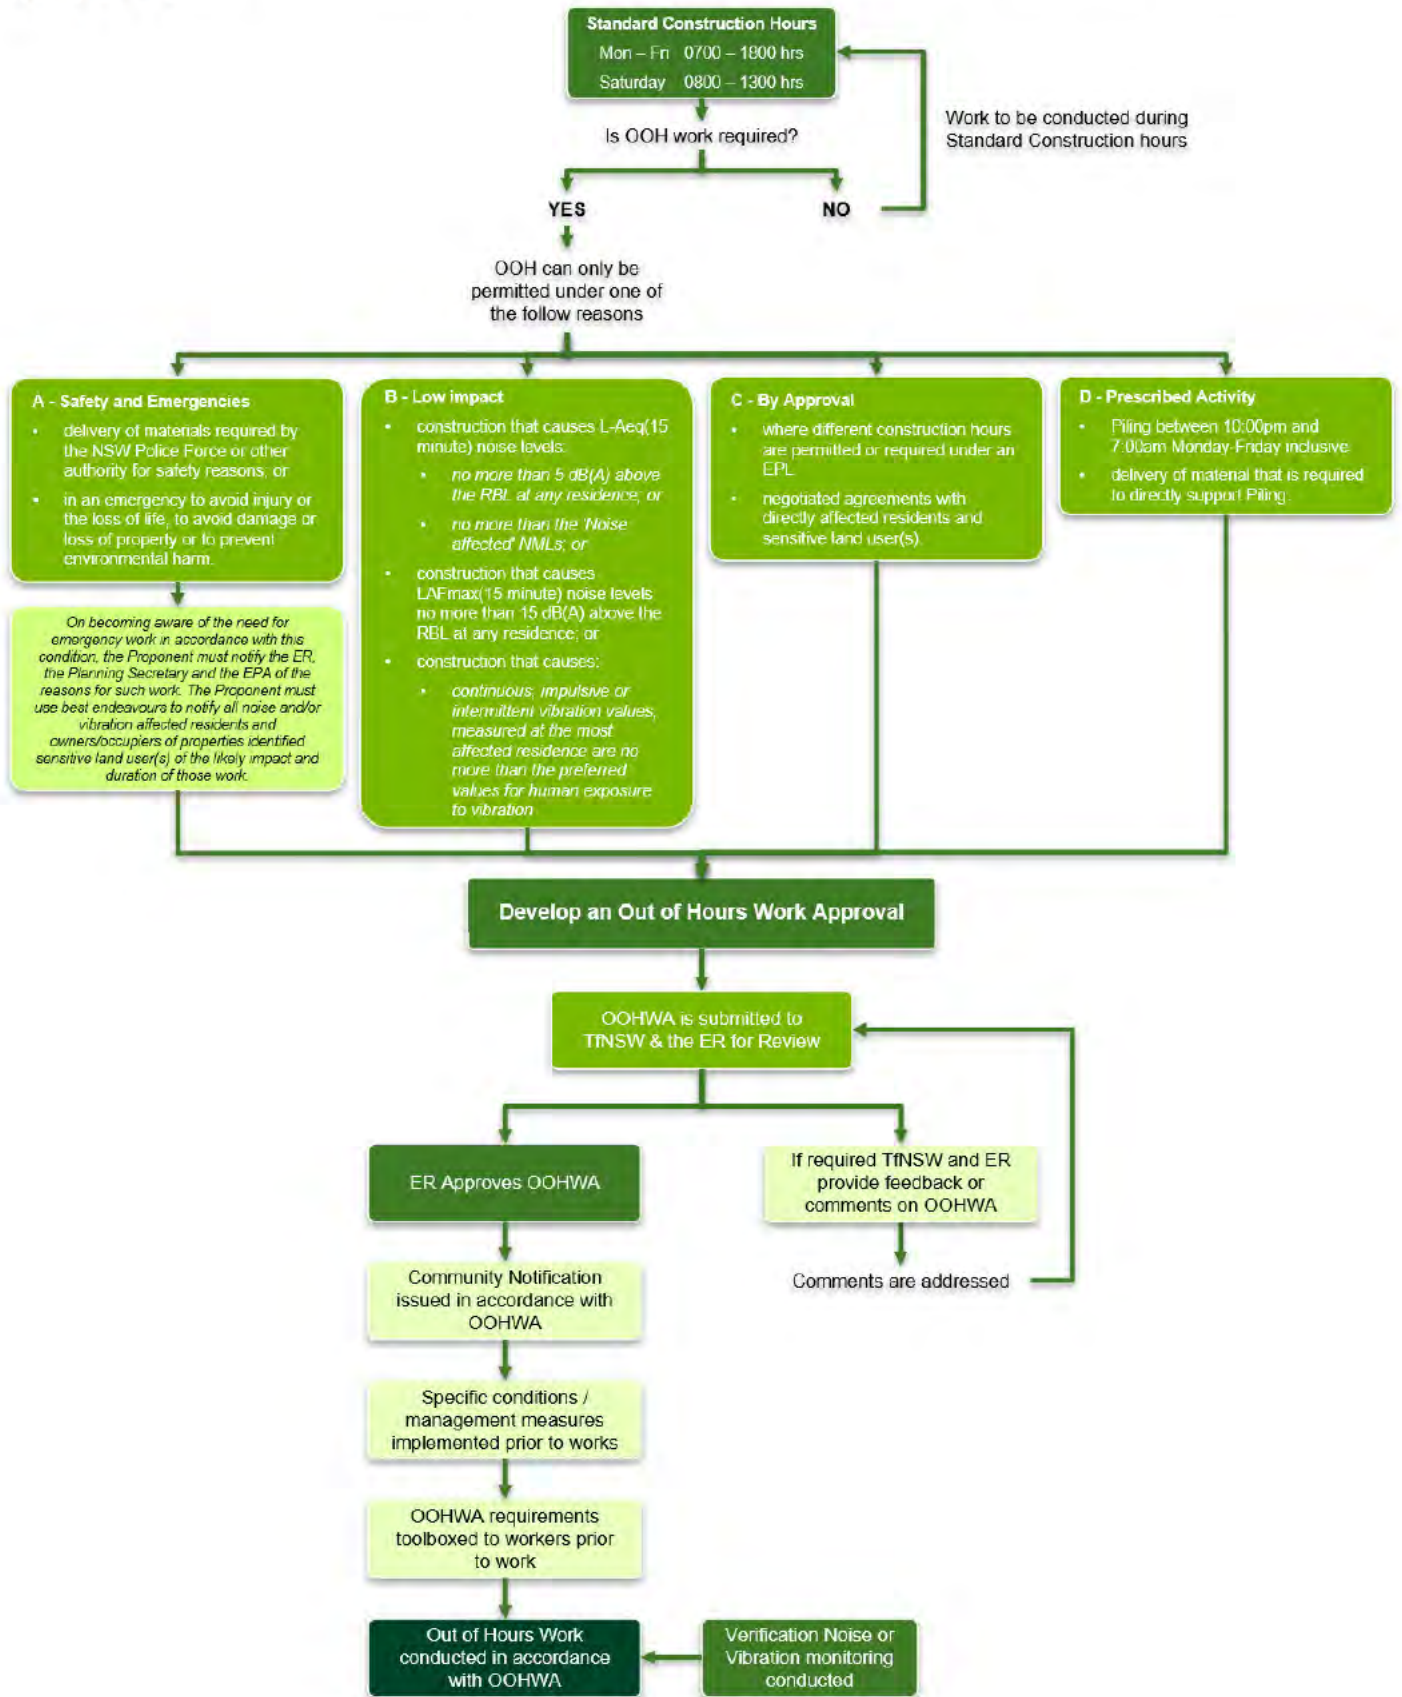 Standard Construction Hours
Mon – Fri 0700 – 1800 hrs
Saturday 0800 – 1300 hrs
Work to be conducted during
Standard Construction hours
Is OOH work required?
YES
NO
OOH can only be
permitted under one of
the follow reasons
A - Safety and Emergencies
• delivery of materials required by
the NSW Police Force or other
authority for safety reasons; or
• in an emergency to avoid injury or
the loss of life, to avoid damage or
loss of property or to prevent
environmental harm.
On becoming aware of the need for
emergency work in accordance with this
condition, the Proponent must notify the ER,
the Planning Secretary and the EPA of the
reasons for such work. The Proponent must
use best endeavours to notify all noise and/or
vibration affected residents and
owners/occupiers of properties identified
sensitive land user(s) of the likely impact and
duration of those work.
B - Low impact
• construction that causes L-Aeq(15
minute) noise levels:
• no more than 5 dB(A) above
the RBL at any residence; or
• no more than the 'Noise
affected' NMLs; or
• construction that causes
LAFmax(15 minute) noise levels
no more than 15 dB(A) above the
RBL at any residence; or
• construction that causes:
• continuous, impulsive or
intermittent vibration values,
measured at the most
affected residence are no
more than the preferred
values for human exposure
to vibration
C - By Approval
• where different construction hours
are permitted or required under an
EPL
• negotiated agreements with
directly affected residents and
sensitive land user(s).
D - Prescribed Activity
• Piling between 10:00pm and
7:00am Monday-Friday inclusive
• delivery of material that is required
to directly support Piling.
Develop an Out of Hours Work Approval
OOHWA is submitted to
TfNSW & the ER for Review
ER Approves OOHWA
If required TfNSW and ER
provide feedback or
comments on OOHWA
Comments are addressed
Community Notification
issued in accordance with
OOHWA
Specific conditions /
management measures
implemented prior to works
OOHWA requirements
toolboxed to workers prior
to work
Out of Hours Work
conducted in accordance
with OOHWA
Verification Noise or
Vibration monitoring
conducted